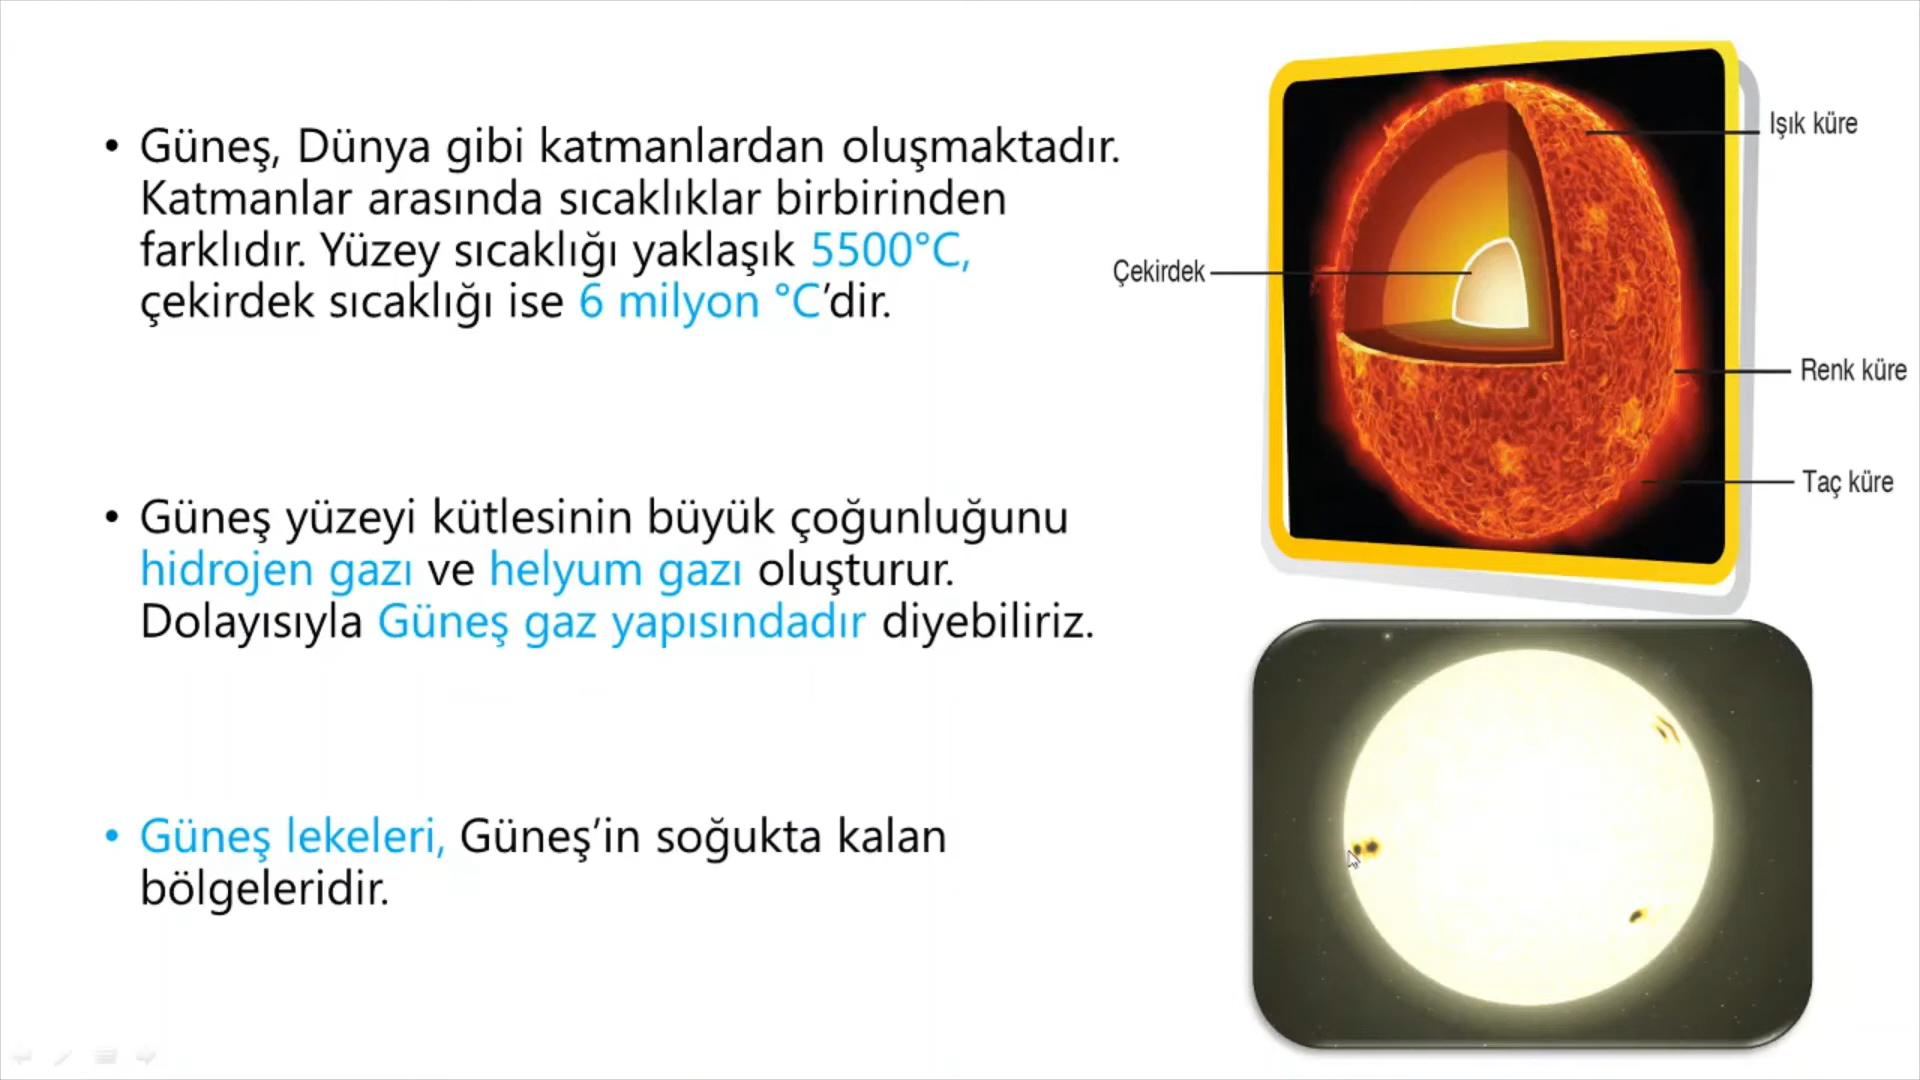 • Güneş, Dünya gibi katmanlardan oluşmaktadır.
Katmanlar arasında sıcaklıklar birbirinden
farklıdır. Yüzey sıcaklığı yaklaşık 5500°C,
çekirdek sıcaklığı ise 6 milyon °C’dir.
• Güneş yüzeyi kütlesinin büyük çoğunluğunu
hidrojen gazı ve helyum gazı oluşturur.
Dolayısıyla Güneş gaz yapısındadır diyebiliriz.
• Güneş lekeleri, Güneş’in soğukta kalan
bölgeleridir.
Işık küre
Çekirdek
Renk küre
Taç küre